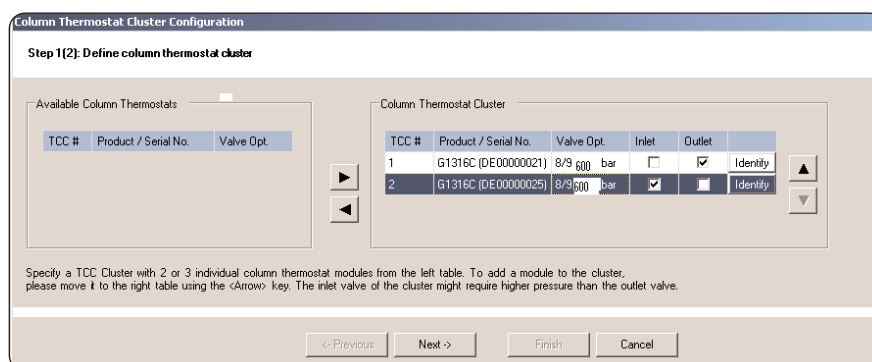 Column Thermostat Cluster Configuration
Step 1(2): Define column thermostat cluster
Available Column Thermostats
TCC # Product / Serial No. Valve Opt.
Column Thermostat Cluster
TCC # Product / Serial No. Valve Opt. Inlet Outlet
1 G1316C (DE00000021) 8/9 600 bar Identify
2 G1316C (DE00000025) 8/9 600 bar Identify
Specify a TCC Cluster with 2 or 3 individual column thermostat modules from the left table. To add a module to the cluster,
please move it to the right table using the <Arrow> key. The inlet valve of the cluster might require higher pressure than the outlet valve.
<- Previous Next -> Finish Cancel